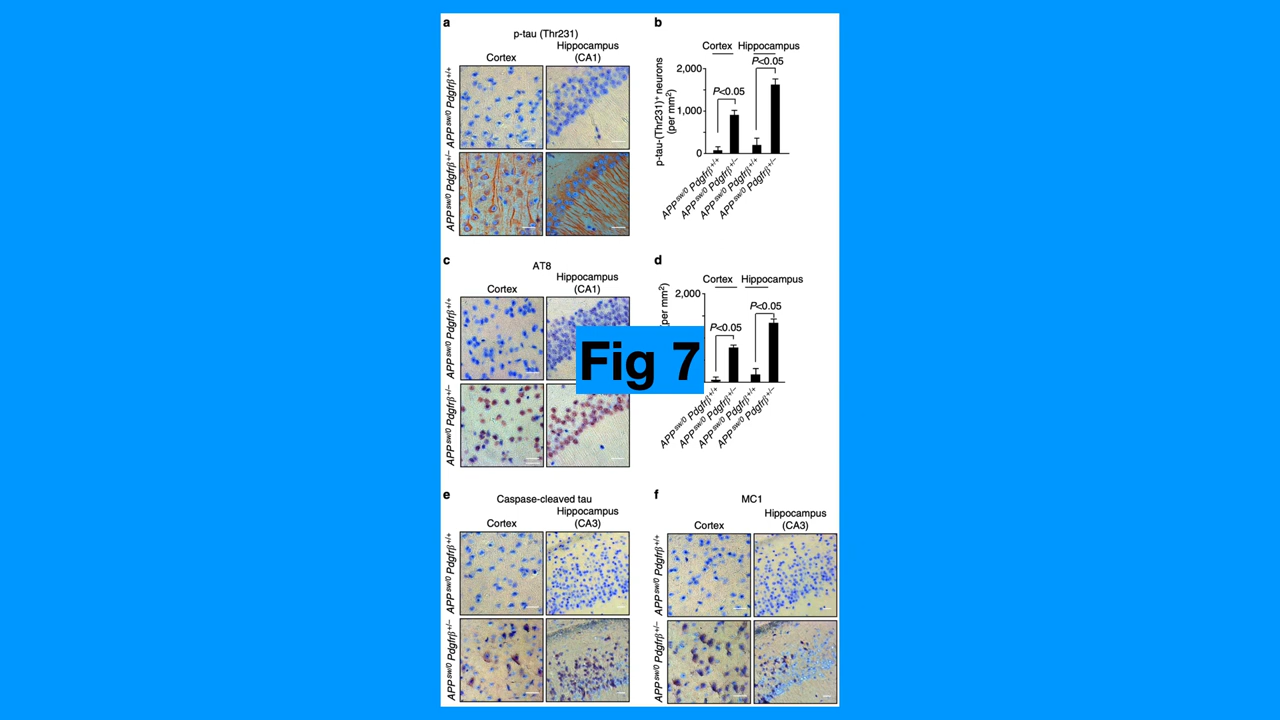 a
p-tau (Thr231)
Cortex
Hippocampus
(CA1)
APPsw/0 Pdgfrβ+/+
APPsw/0 Pdgfrβ+/−
b
Cortex
Hippocampus
P<0.05
P<0.05
2,000
1,000
0
p-tau-(Thr231)+ neurons
(per mm2)
APPsw/0 Pdgfrβ+/+
APPsw/0 Pdgfrβ+/−
APPsw/0 Pdgfrβ+/+
APPsw/0 Pdgfrβ+/−
c
AT8
Cortex
Hippocampus
(CA1)
APPsw/0 Pdgfrβ+/+
APPsw/0 Pdgfrβ+/−
d
Cortex
Hippocampus
2,000
(per mm2)
P<0.05
P<0.05
APPsw/0 Pdgfrβ+/+
APPsw/0 Pdgfrβ+/−
APPsw/0 Pdgfrβ+/+
APPsw/0 Pdgfrβ+/−
Fig 7
e
Caspase-cleaved tau
Cortex
Hippocampus
(CA3)
APPsw/0 Pdgfrβ+/+
APPsw/0 Pdgfrβ+/−
f
MC1
Cortex
Hippocampus
(CA3)
APPsw/0 Pdgfrβ+/+
APPsw/0 Pdgfrβ+/−